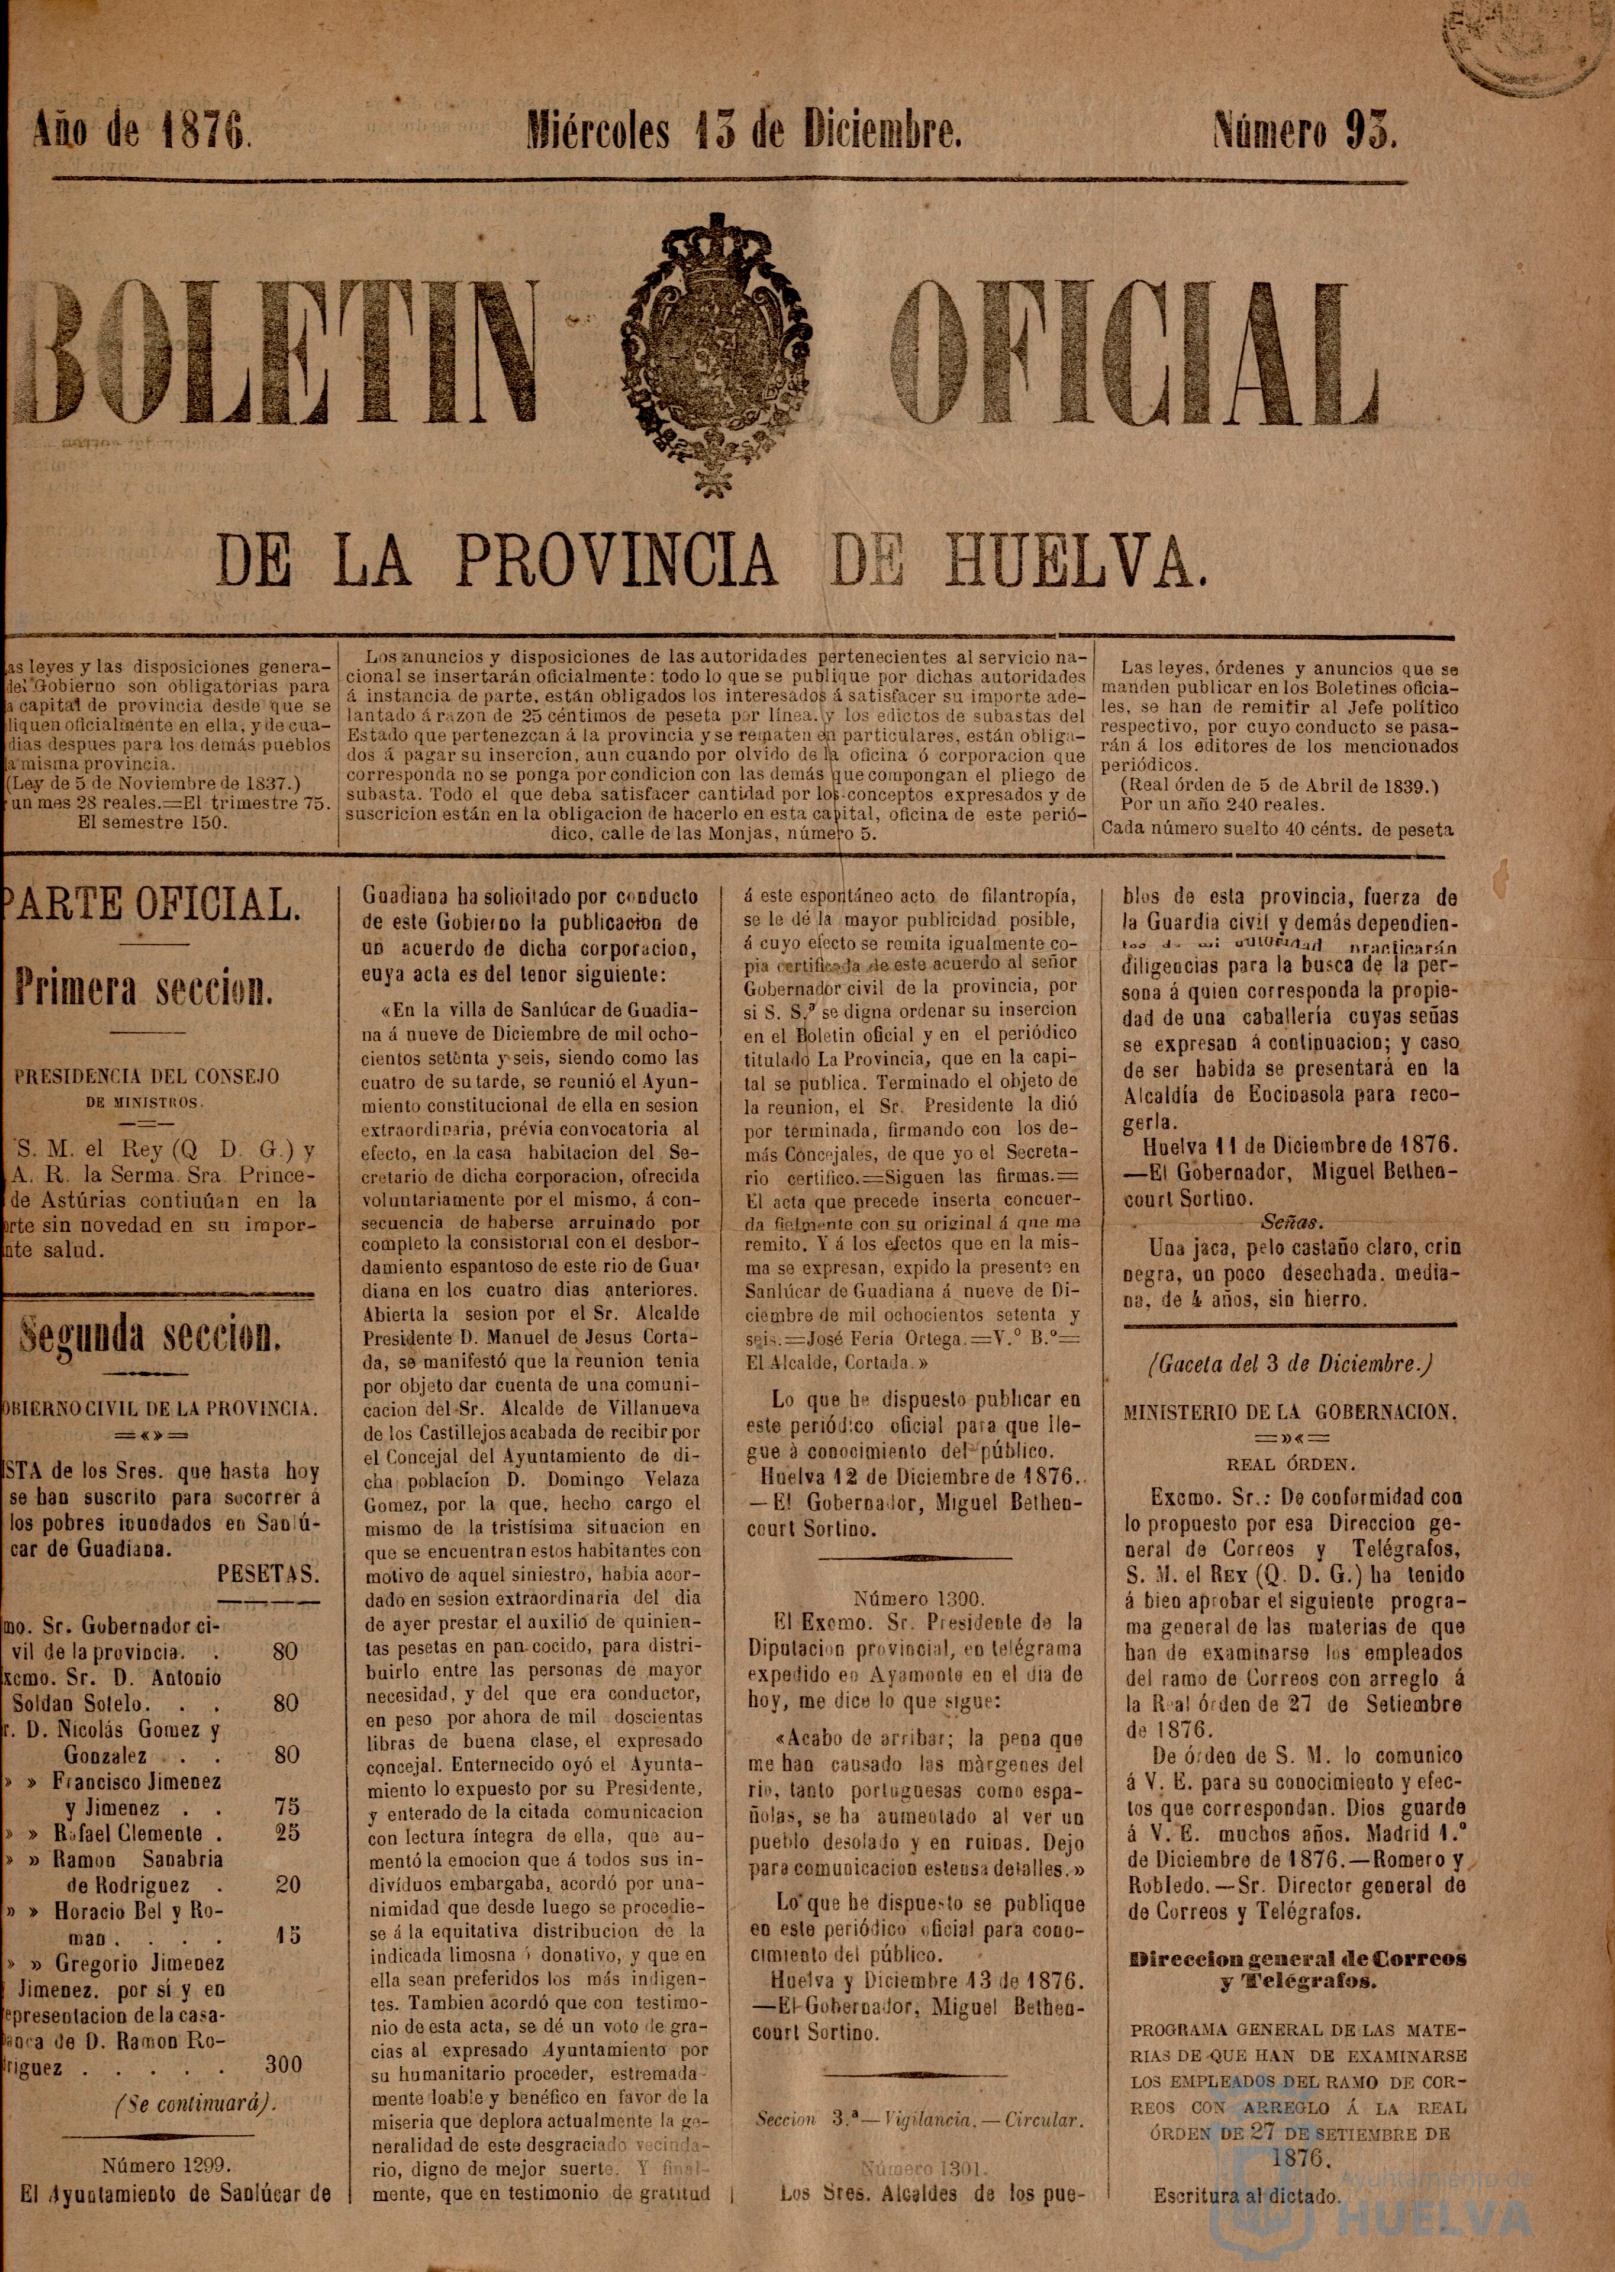 Año de 1876.
Miércoles 13 de Diciembre.
Número 93.
BOLETIN OFICIAL
DE LA PROVINCIA DE HUELVA.
as leyes y las disposiciones genera-
del Gobierno son obligatorias para
a capital de provincia desde que se
liquen oficialmente en ella, y de cua-
dias despues para los demás pueblos
a misma provincia.
(Ley de 5 de Noviembre de 1837.)
un mes 28 reales.=El trimestre 75.
El semestre 150.
Los anuncios y disposiciones de las autoridades pertenecientes al servicio na-
cional se insertarán oficialmente: todo lo que se publique por dichas autoridades
á instancia de parte, están obligados los interesados á satisfacer su importe ade-
lantado á razon de 25 céntimos de peseta por línea, y los edictos de subastas del
Estado que pertenezcan á la provincia y se rematen en particulares, están obliga-
dos á pagar su insercion, aun cuando por olvido de la oficina ó corporacion que
corresponda no se ponga por condicion con las demás que compongan el pliego de
subasta. Todo el que deba satisfacer cantidad por los conceptos expresados y de
suscricion están en la obligacion de hacerlo en esta capital, oficina de este perió-
dico, calle de las Monjas, número 5.
Las leyes, órdenes y anuncios que se
manden publicar en los Boletines oficia-
les, se han de remitir al Jefe político
respectivo, por cuyo conducto se pasa-
rán á los editores de los mencionados
periódicos.
(Real órden de 5 de Abril de 1839.)
Por un año 240 reales.
Cada número suelto 40 cénts. de peseta
PARTE OFICIAL.
Primera seccion.
PRESIDENCIA DEL CONSEJO
DE MINISTROS.
S. M. el Rey (Q D. G.) y
A. R. la Serma. Sra. Prince-
de Astúrias continúan en la
rte sin novedad en su impor-
nte salud.
Segunda seccion.
OBIERNO CIVIL DE LA PROVINCIA.
=«»=
ISTA de los Sres. que hasta hoy
se han suscrito para socorrer á
los pobres inundados en Sanlú-
car de Guadiana.
PESETAS.
mo. Sr. Gobernador ci-
vil de la provincia. . 80
xcmo. Sr. D. Antonio
Soldan Sotelo. . . 80
r. D. Nicolás Gomez y
Gonzalez . . . 80
» » Francisco Jimenez
y Jimenez . . 75
» » Rafael Clemente . 25
» » Ramon Sanabria
de Rodriguez . 20
» » Horacio Bel y Ro-
man . . . . 15
» » Gregorio Jimenez
Jimenez, por sí y en
epresentacion de la casa-
anca de D. Ramon Ro-
riguez . . . . . 300
(Se continuará).
Número 1299.
El Ayuntamiento de Sanlúcar de
Guadiana ha solicitado por conducto
de este Gobierno la publicacion de
un acuerdo de dicha corporacion,
cuya acta es del tenor siguiente:
«En la villa de Sanlúcar de Guadia-
na á nueve de Diciembre de mil ocho-
cientos setenta y seis, siendo como las
cuatro de su tarde, se reunió el Ayun-
miento constitucional de ella en sesion
extraordinaria, prévia convocatoria al
efecto, en la casa habitacion del Se-
cretario de dicha corporacion, ofrecida
voluntariamente por el mismo, á con-
secuencia de haberse arruinado por
completo la consistorial con el desbor-
damiento espantoso de este rio de Gua-
diana en los cuatro dias anteriores.
Abierta la sesion por el Sr. Alcalde
Presidente D. Manuel de Jesus Corta-
da, se manifestó que la reunion tenia
por objeto dar cuenta de una comuni-
cacion del Sr. Alcalde de Villanueva
de los Castillejos acabada de recibir por
el Concejal del Ayuntamiento de di-
cha poblacion D. Domingo Velaza
Gomez, por la que, hecho cargo el
mismo de la tristísima situacion en
que se encuentran estos habitantes con
motivo de aquel siniestro, habia acor-
dado en sesion extraordinaria del dia
de ayer prestar el auxilio de quinien-
tas pesetas en pan cocido, para distri-
buirlo entre las personas de mayor
necesidad, y del que era conductor,
en peso por ahora de mil doscientas
libras de buena clase, el expresado
concejal. Enternecido oyó el Ayunta-
miento lo expuesto por su Presidente,
y enterado de la citada comunicacion
con lectura íntegra de ella, que au-
mentó la emocion que á todos sus in-
divíduos embargaba, acordó por una-
nimidad que desde luego se procedie-
se á la equitativa distribucion de la
indicada limosna ó donativo, y que en
ella sean preferidos los más indigen-
tes. Tambien acordó que con testimo-
nio de esta acta, se dé un voto de gra-
cias al expresado Ayuntamiento por
su humanitario proceder, estremada-
mente loable y benéfico en favor de la
miseria que deplora actualmente la ge-
neralidad de este desgraciado vecinda-
rio, digno de mejor suerte. Y final-
mente, que en testimonio de gratitud
á este espontáneo acto de filantropía,
se le dé la mayor publicidad posible,
á cuyo efecto se remita igualmente co-
pia certificada de este acuerdo al señor
Gobernador civil de la provincia, por
si S. S.ª se digna ordenar su insercion
en el Boletin oficial y en el periódico
titulado La Provincia, que en la capi-
tal se publica. Terminado el objeto de
la reunion, el Sr. Presidente la dió
por terminada, firmando con los de-
más Concejales, de que yo el Secreta-
rio certifico.=Siguen las firmas.=
El acta que precede inserta concuer-
da fielmente con su original á que me
remito. Y á los efectos que en la mis-
ma se expresan, expido la presente en
Sanlúcar de Guadiana á nueve de Di-
ciembre de mil ochocientos setenta y
seis.=José Feria Ortega.=V.º B.º=
El Alcalde, Cortada.»
Lo que he dispuesto publicar en
este periódico oficial para que lle-
gue á conocimiento del público.
Huelva 12 de Diciembre de 1876.
—El Gobernador, Miguel Bethen-
court Sortino.
Número 1300.
El Excmo. Sr. Presidente de la
Diputacion provincial, en telégrama
expedido en Ayamonte en el dia de
hoy, me dice lo que sigue:
«Acabo de arribar; la pena que
me han causado las márgenes del
rio, tanto portuguesas como espa-
ñolas, se ha aumentado al ver un
pueblo desolado y en ruinas. Dejo
para comunicacion estensa detalles.»
Lo que he dispuesto se publique
en este periódico oficial para cono-
cimiento del público.
Huelva y Diciembre 13 de 1876.
—El Gobernador, Miguel Bethen-
court Sortino.
Seccion 3.ª—Vigilancia.—Circular.
Número 1301.
Los Sres. Alcaldes de los pue-
blos de esta provincia, fuerza de
la Guardia civil y demás dependien-
tes de mi autoridad practicarán
diligencias para la busca de la per-
sona á quien corresponda la propie-
dad de una caballería cuyas señas
se expresan á continuacion; y caso
de ser habida se presentará en la
Alcaldía de Encinasola para reco-
gerla.
Huelva 11 de Diciembre de 1876.
—El Gobernador, Miguel Bethen-
court Sortino.
Señas.
Una jaca, pelo castaño claro, crin
negra, un poco desechada, media-
na, de 4 años, sin hierro.
(Gaceta del 3 de Diciembre.)
MINISTERIO DE LA GOBERNACION.
=»«=
REAL ÓRDEN.
Excmo. Sr.: De conformidad con
lo propuesto por esa Direccion ge-
neral de Correos y Telégrafos,
S. M. el REY (Q. D. G.) ha tenido
á bien aprobar el siguiente progra-
ma general de las materias de que
han de examinarse los empleados
del ramo de Correos con arreglo á
la Real órden de 27 de Setiembre
de 1876.
De órden de S. M. lo comunico
á V. E. para su conocimiento y efec-
tos que correspondan. Dios guarde
á V. E. muchos años. Madrid 1.º
de Diciembre de 1876.—Romero y
Robledo.—Sr. Director general de
de Correos y Telégrafos.
Direccion general de Correos
y Telégrafos.
PROGRAMA GENERAL DE LAS MATE-
RIAS DE QUE HAN DE EXAMINARSE
LOS EMPLEADOS DEL RAMO DE COR-
REOS CON ARREGLO Á LA REAL
ÓRDEN DE 27 DE SETIEMBRE DE
1876.
Escritura al dictado.
Ayuntamiento de
HUELVA